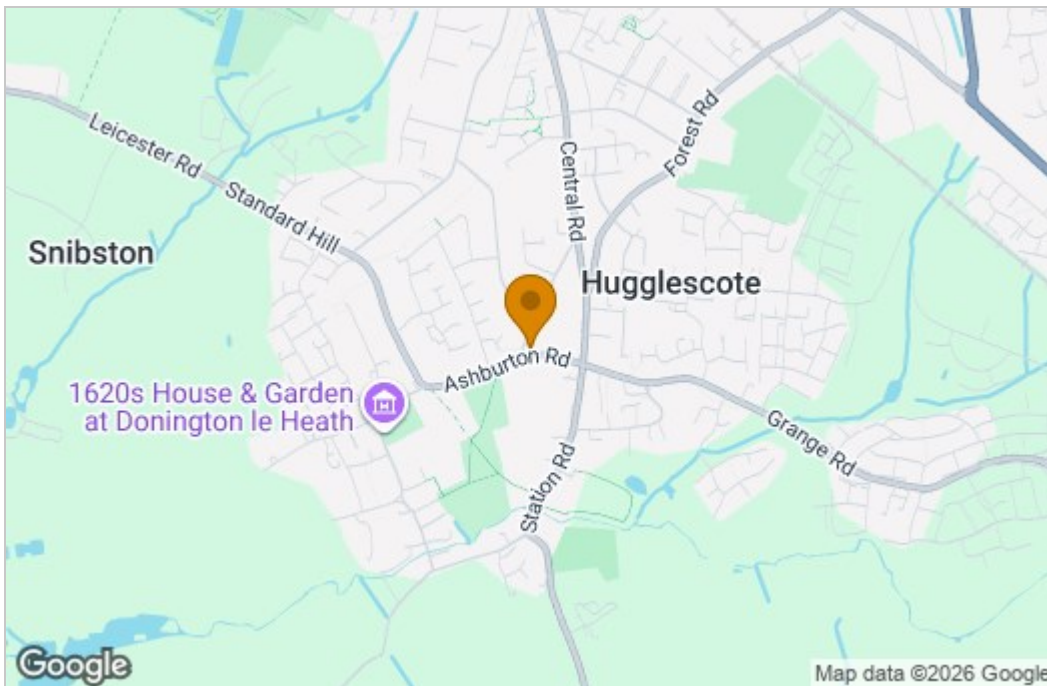 Leicester Rd
Standard Hill
Central Rd
Forest Rd
Snibston
Hugglescote
Ashburton Rd
1620s House & Garden
at Donington le Heath
Grange Rd
Station Rd
Google
Map data ©2026 Google